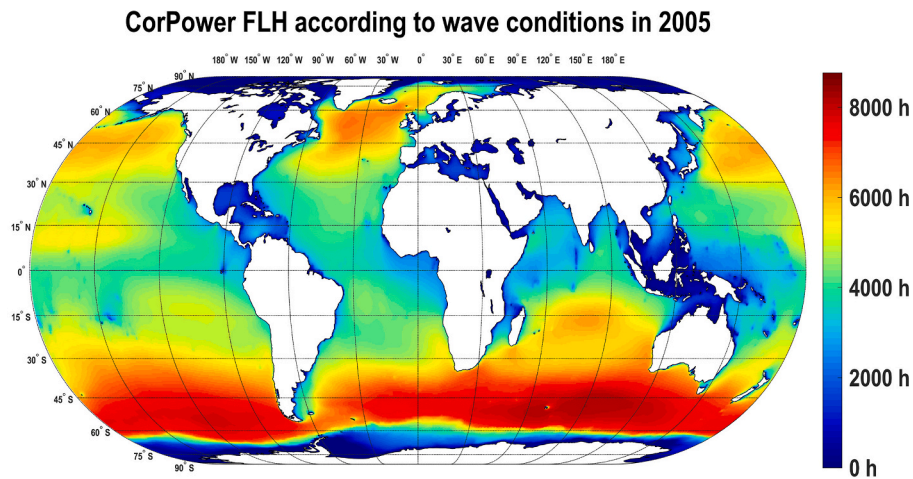 CorPower FLH according to wave conditions in 2005
180° W 150° W 120° W 90° W 60° W 30° W 0° 30° E 60° E 90° E 120° E 150° E 180° E
90° N
75° N
60° N
45° N
30° N
15° N
0°
15° S
30° S
45° S
60° S
75° S
90° S
8000 h
6000 h
4000 h
2000 h
0 h